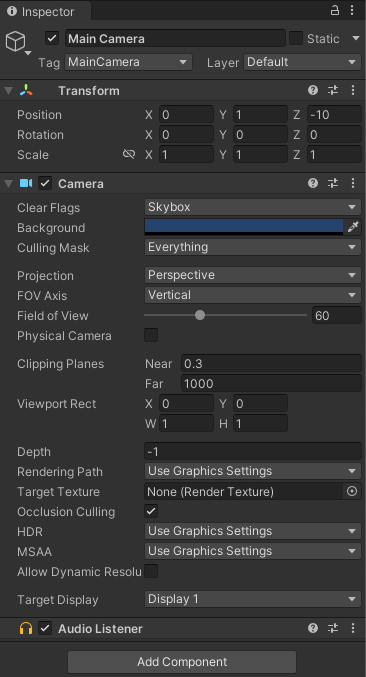 Inspector
Main Camera Static
Tag MainCamera Layer Default
Transform
Position X 0 Y 1 Z -10
Rotation X 0 Y 0 Z 0
Scale X 1 Y 1 Z 1
Camera
Clear Flags Skybox
Background
Culling Mask Everything
Projection Perspective
FOV Axis Vertical
Field of View 60
Physical Camera
Clipping Planes Near 0.3
Far 1000
Viewport Rect X 0 Y 0
W 1 H 1
Depth -1
Rendering Path Use Graphics Settings
Target Texture None (Render Texture)
Occlusion Culling
HDR Use Graphics Settings
MSAA Use Graphics Settings
Allow Dynamic Resolu
Target Display Display 1
Audio Listener
Add Component